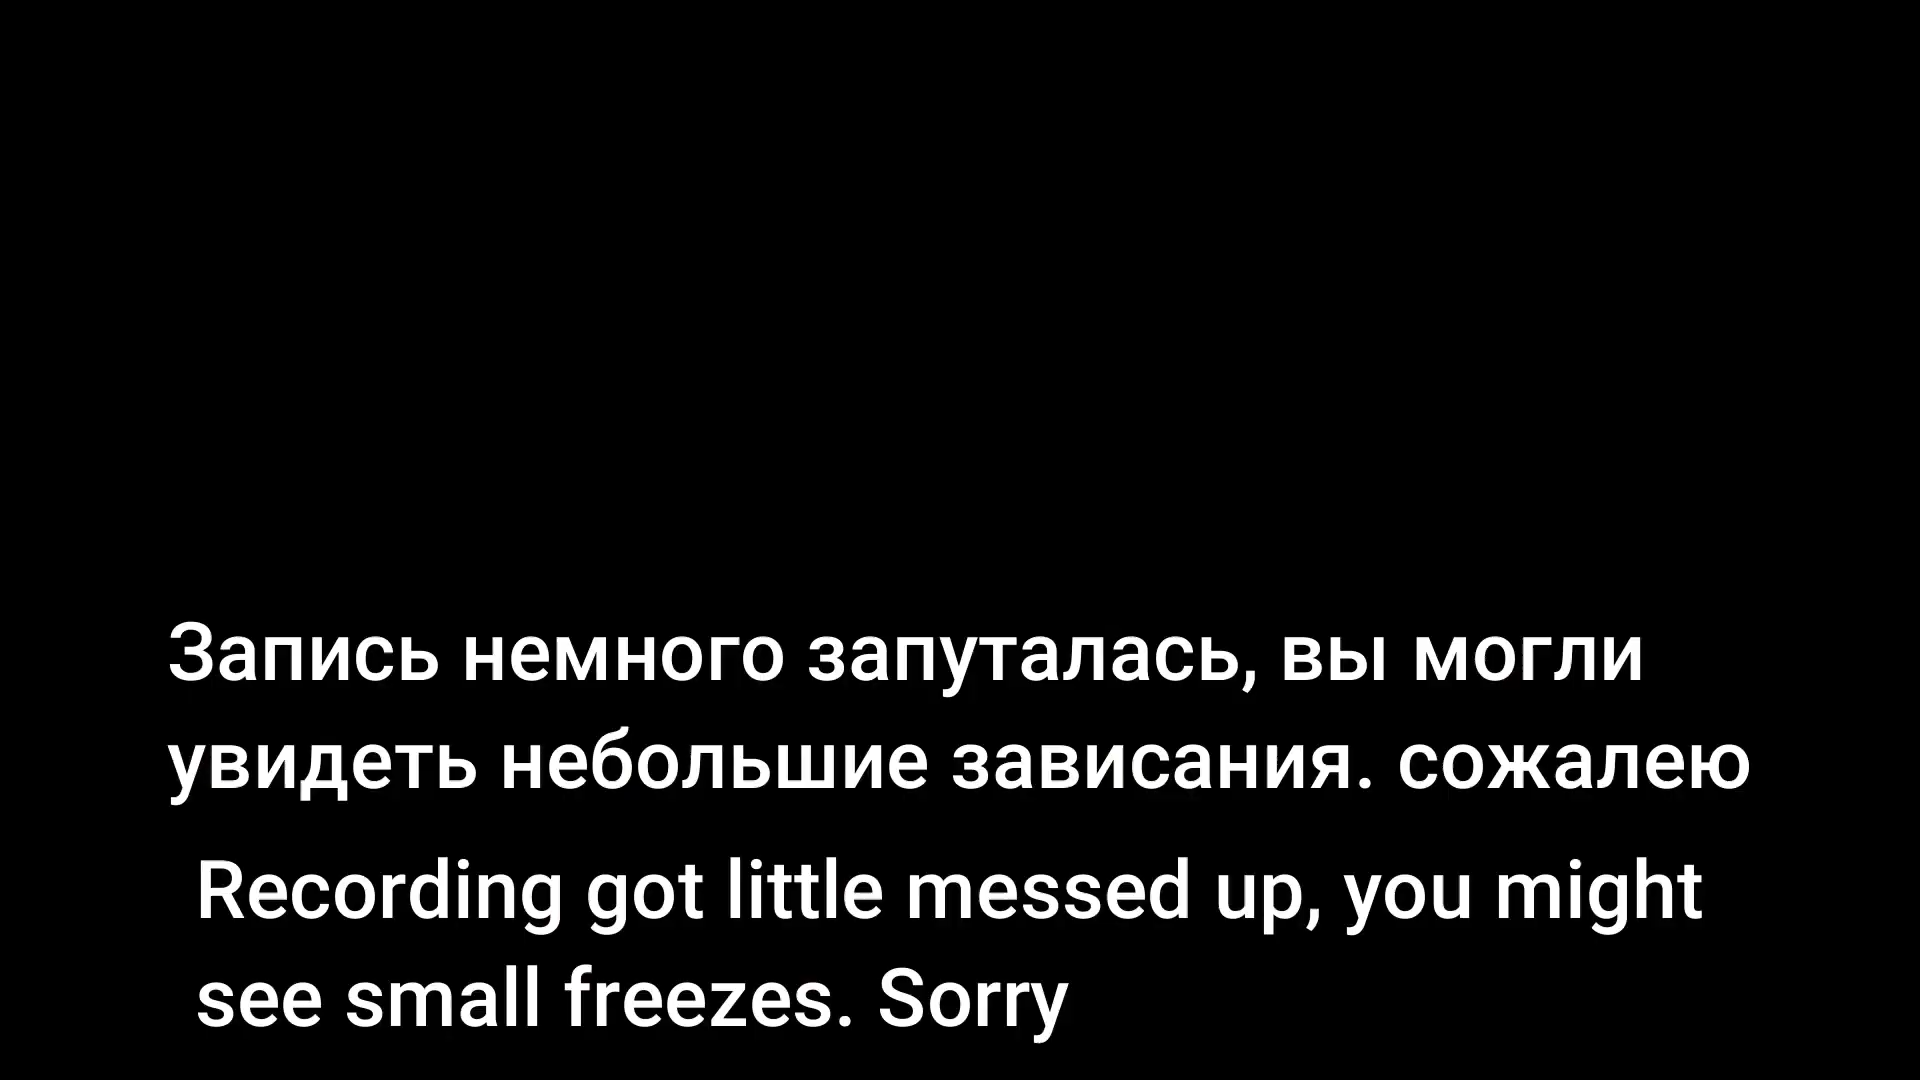 Запись немного запуталась, вы могли
увидеть небольшие зависания. сожалею
Recording got little messed up, you might
see small freezes. Sorry